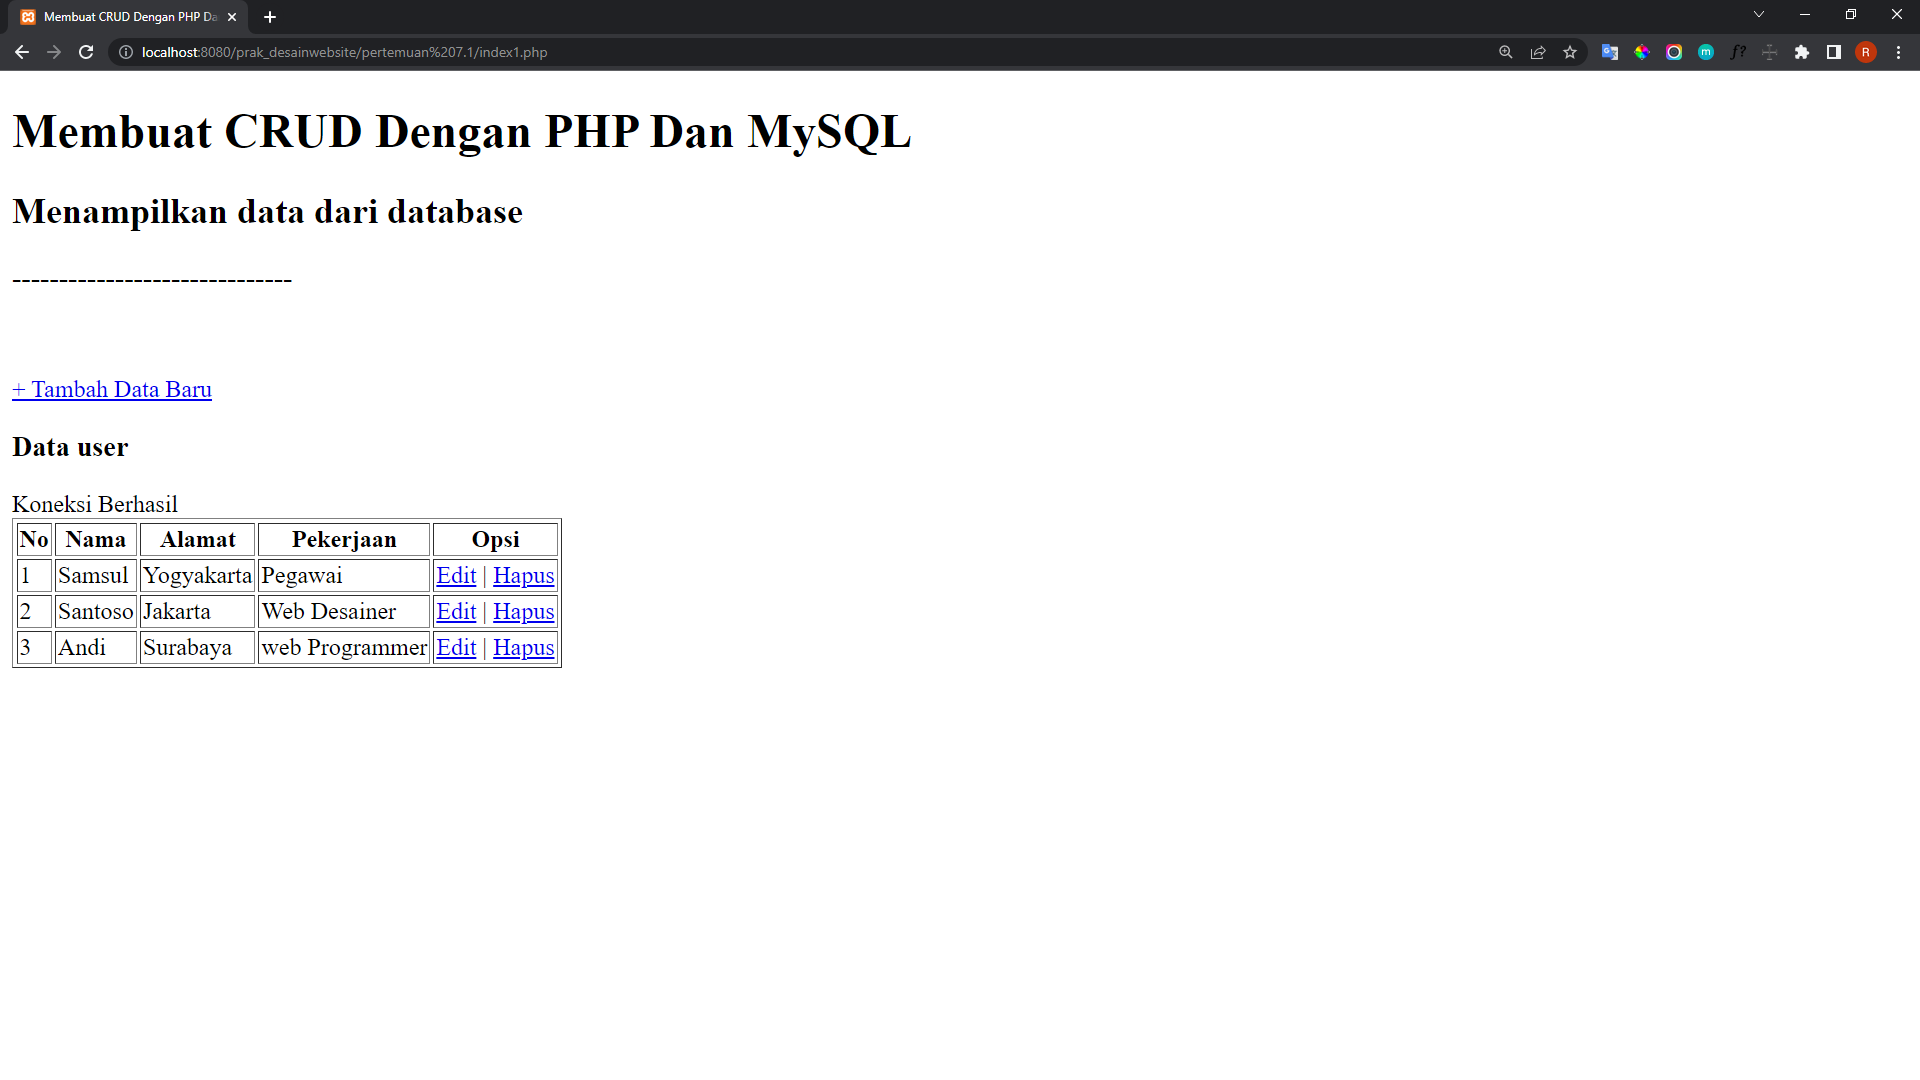 Membuat CRUD Dengan PHP Da
localhost:8080/prak_desainwebsite/pertemuan%207.1/index1.php
m
f?
R
Membuat CRUD Dengan PHP Dan MySQL
Menampilkan data dari database
------------------------------
+ Tambah Data Baru
Data user
Koneksi Berhasil
No Nama Alamat Pekerjaan Opsi
1 Samsul Yogyakarta Pegawai Edit | Hapus
2 Santoso Jakarta Web Desainer Edit | Hapus
3 Andi Surabaya web Programmer Edit | Hapus